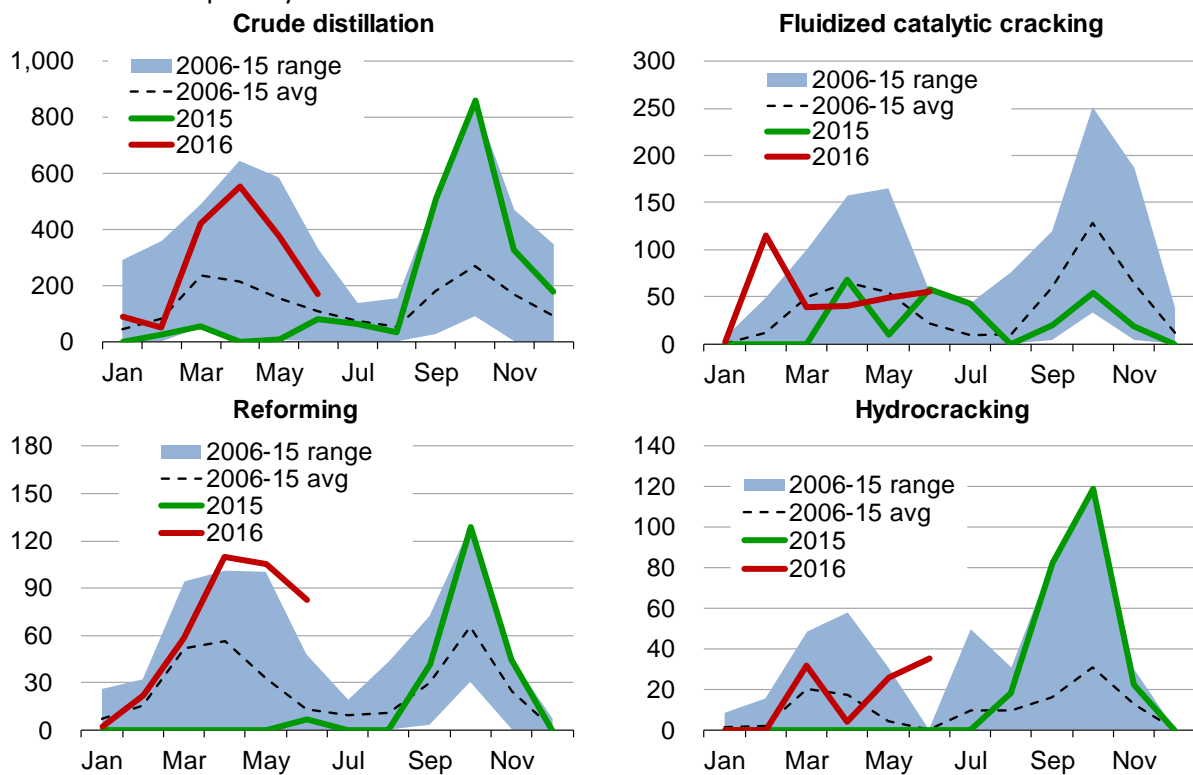 Crude distillation
1,000
800
600
400
200
0
2006-15 range
2006-15 avg
2015
2016
Jan Mar May Jul Sep Nov
Fluidized catalytic cracking
300
250
200
150
100
50
0
2006-15 range
2006-15 avg
2015
2016
Jan Mar May Jul Sep Nov
Reforming
180
150
120
90
60
30
0
2006-15 range
2006-15 avg
2015
2016
Jan Mar May Jul Sep Nov
Hydrocracking
140
120
100
80
60
40
20
0
2006-15 range
2006-15 avg
2015
2016
Jan Mar May Jul Sep Nov